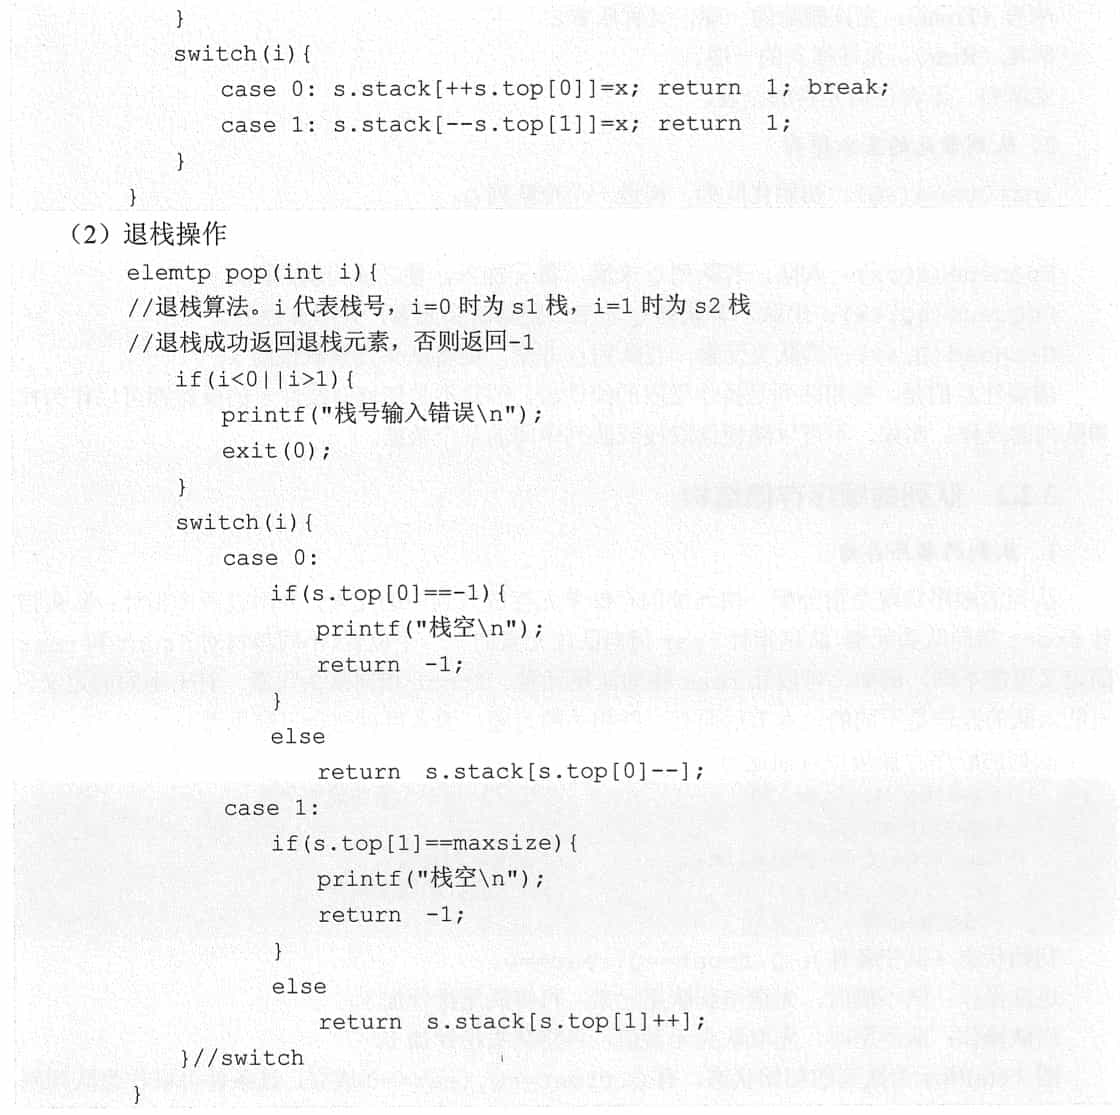 }
switch(i){
case 0: s.stack[++s.top[0]]=x; return 1; break;
case 1: s.stack[--s.top[1]]=x; return 1;
}
}
（2）退栈操作
elemtp pop(int i){
//退栈算法。i 代表栈号，i=0 时为 s1 栈，i=1 时为 s2 栈
//退栈成功返回退栈元素，否则返回-1
if(i<0||i>1){
printf("栈号输入错误\n");
exit(0);
}
switch(i){
case 0:
if(s.top[0]==-1){
printf("栈空\n");
return -1;
}
else
return s.stack[s.top[0]--];
case 1:
if(s.top[1]==maxsize){
printf("栈空\n");
return -1;
}
else
return s.stack[s.top[1]++];
}//switch
}